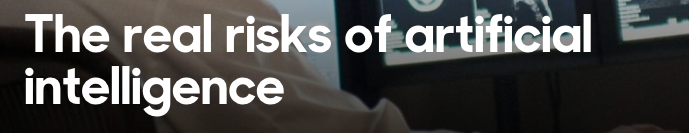 The real risks of artificial
intelligence